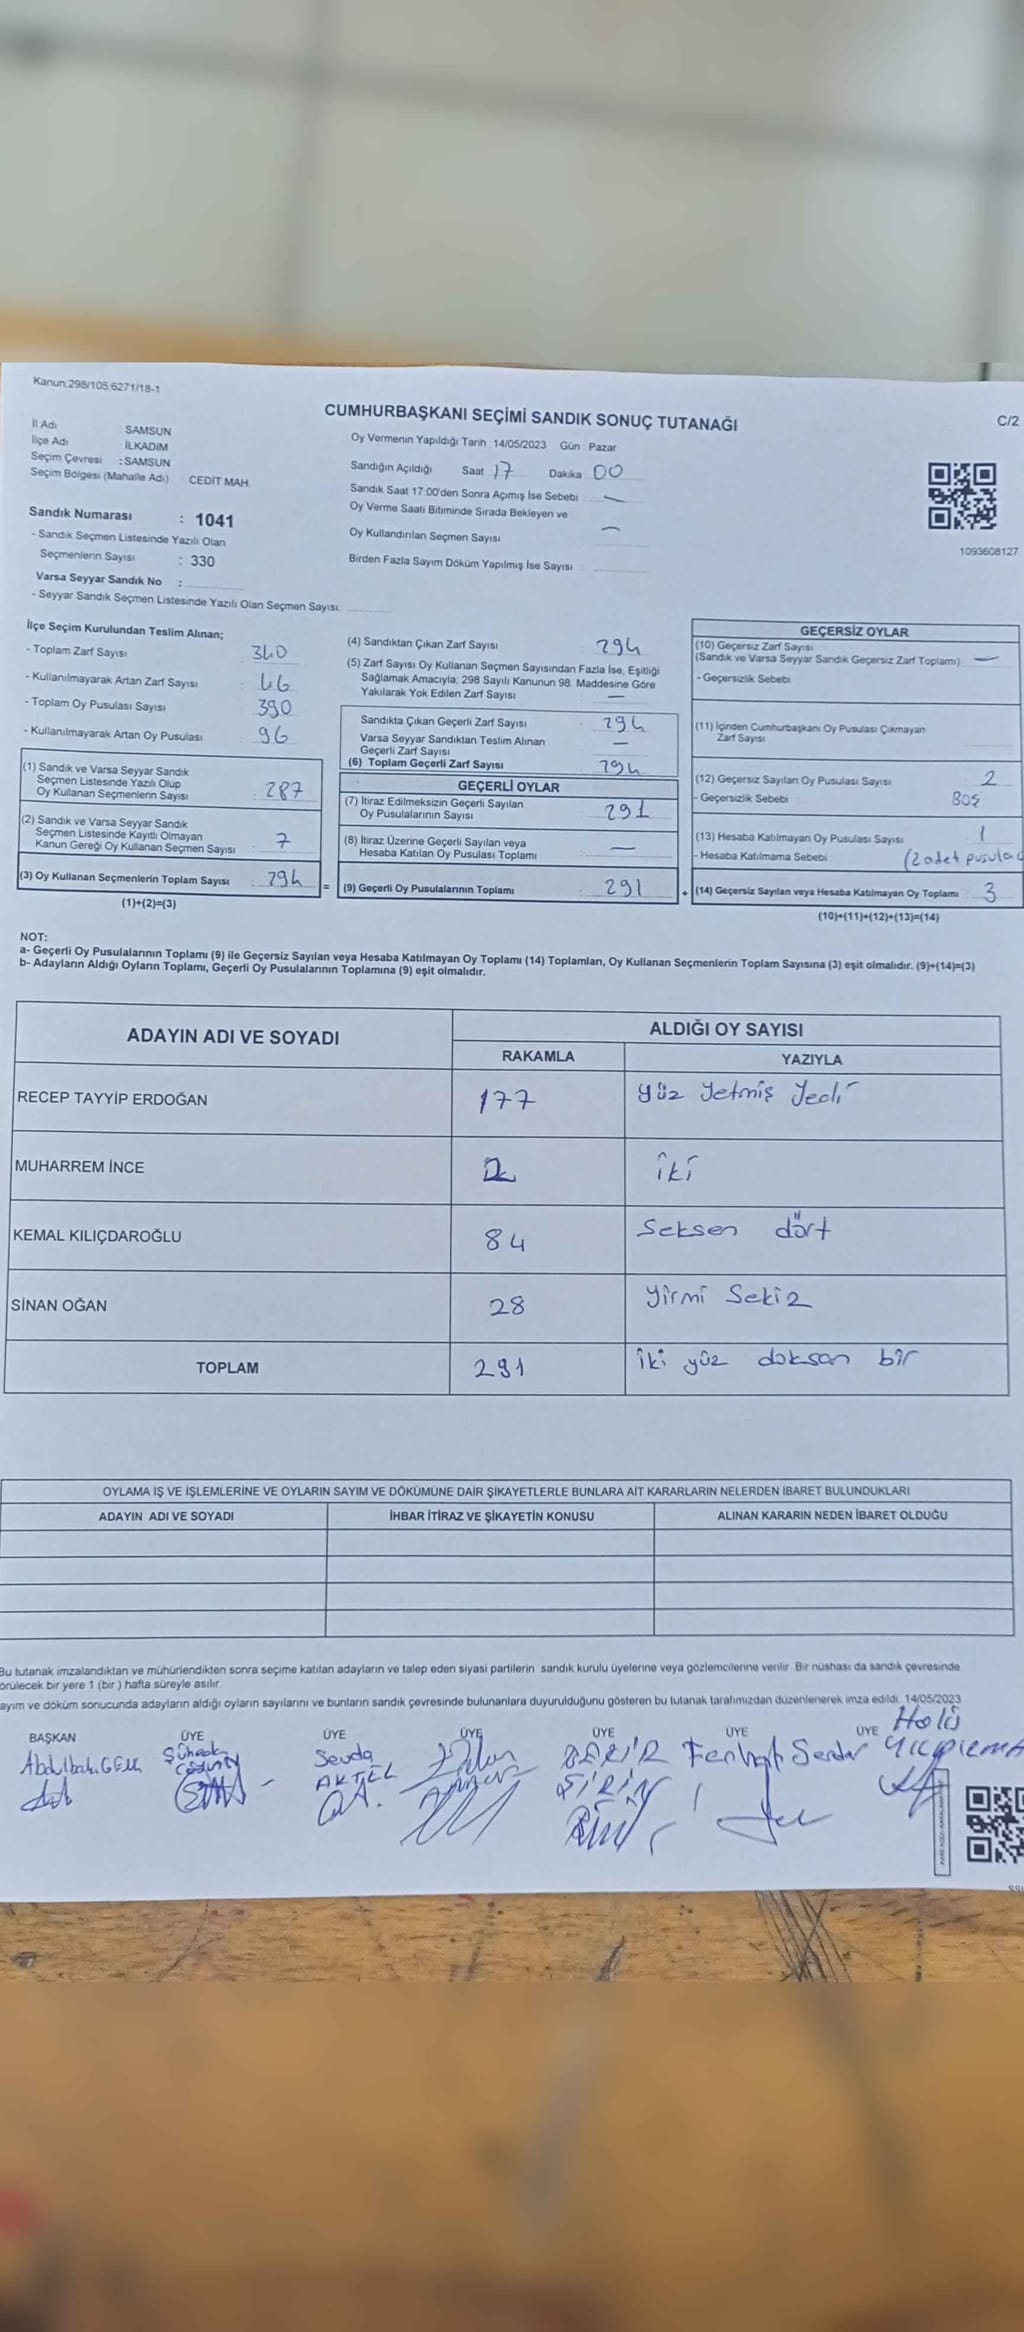 Kanun:298/105,6271/18-1
CUMHURBAŞKANI SEÇİMİ SANDIK SONUÇ TUTANAĞI
C/2
İl Adı : SAMSUN
İlçe Adı : İLKADIM
Seçim Çevresi : SAMSUN
Seçim Bölgesi (Mahalle Adı) : CEDİT MAH.
Oy Vermenin Yapıldığı Tarih : 14/05/2023 Gün : Pazar
Sandığın Açıldığı Saat 17 Dakika 00
Sandık Saat 17:00'den Sonra Açımış İse Sebebi : —
Oy Verme Saati Bitiminde Sırada Bekleyen ve
Oy Kullandırılan Seçmen Sayısı : —
Birden Fazla Sayım Döküm Yapılmış İse Sayısı :
1093608127
Sandık Numarası : 1041
- Sandık Seçmen Listesinde Yazılı Olan
Seçmenlerin Sayısı : 330
Varsa Seyyar Sandık No :
- Seyyar Sandık Seçmen Listesinde Yazılı Olan Seçmen Sayısı:
İlçe Seçim Kurulundan Teslim Alınan;
- Toplam Zarf Sayısı : 340
- Kullanılmayarak Artan Zarf Sayısı : 46
- Toplam Oy Pusulası Sayısı : 390
- Kullanılmayarak Artan Oy Pusulası : 96
(1) Sandık ve Varsa Seyyar Sandık
Seçmen Listesinde Yazılı Olup
Oy Kullanan Seçmenlerin Sayısı : 287
(2) Sandık ve Varsa Seyyar Sandık
Seçmen Listesinde Kayıtlı Olmayan
Kanun Gereği Oy Kullanan Seçmen Sayısı : 7
(3) Oy Kullanan Seçmenlerin Toplam Sayısı : 294
(1)+(2)=(3)
(4) Sandıktan Çıkan Zarf Sayısı : 294
(5) Zarf Sayısı Oy Kullanan Seçmen Sayısından Fazla İse, Eşitliği
Sağlamak Amacıyla; 298 Sayılı Kanunun 98. Maddesine Göre
Yakılarak Yok Edilen Zarf Sayısı : —
Sandıkta Çıkan Geçerli Zarf Sayısı : 294
Varsa Seyyar Sandıktan Teslim Alınan
Geçerli Zarf Sayısı : —
(6) Toplam Geçerli Zarf Sayısı : 294
GEÇERLİ OYLAR
(7) İtiraz Edilmeksizin Geçerli Sayılan
Oy Pusulalarının Sayısı : 291
(8) İtiraz Üzerine Geçerli Sayılan veya
Hesaba Katılan Oy Pusulası Toplamı : —
= (9) Geçerli Oy Pusulalarının Toplamı : 291
GEÇERSİZ OYLAR
(10) Geçersiz Zarf Sayısı
(Sandık ve Varsa Seyyar Sandık Geçersiz Zarf Toplamı) : —
- Geçersizlik Sebebi :
(11) İçinden Cumhurbaşkanı Oy Pusulası Çıkmayan
Zarf Sayısı :
(12) Geçersiz Sayılan Oy Pusulası Sayısı : 2
- Geçersizlik Sebebi : BOŞ
(13) Hesaba Katılmayan Oy Pusulası Sayısı : 1
- Hesaba Katılmama Sebebi : (2 adet pusula
+ (14) Geçersiz Sayılan veya Hesaba Katılmayan Oy Toplamı : 3
(10)+(11)+(12)+(13)=(14)
NOT:
a- Geçerli Oy Pusulalarının Toplamı (9) ile Geçersiz Sayılan veya Hesaba Katılmayan Oy Toplamı (14) Toplamları, Oy Kullanan Seçmenlerin Toplam Sayısına (3) eşit olmalıdır. (9)+(14)=(3)
b- Adayların Aldığı Oyların Toplamı, Geçerli Oy Pusulalarının Toplamına (9) eşit olmalıdır.
ADAYIN ADI VE SOYADI
ALDIĞI OY SAYISI
RAKAMLA YAZIYLA
RECEP TAYYİP ERDOĞAN 177 yüz yetmiş yedi
MUHARREM İNCE 2 iki
KEMAL KILIÇDAROĞLU 84 seksen dört
SİNAN OĞAN 28 yirmi sekiz
TOPLAM 291 iki yüz doksan bir
OYLAMA İŞ VE İŞLEMLERİNE VE OYLARIN SAYIM VE DÖKÜMÜNE DAİR ŞİKAYETLERLE BUNLARA AİT KARARLARIN NELERDEN İBARET BULUNDUKLARI
ADAYIN ADI VE SOYADI İHBAR İTİRAZ VE ŞİKAYETİN KONUSU ALINAN KARARIN NEDEN İBARET OLDUĞU
Bu tutanak imzalandıktan ve mühürlendikten sonra seçime katılan adayların ve talep eden siyasi partilerin sandık kurulu üyelerine veya gözlemcilerine verilir. Bir nüshası da sandık çevresinde
örülecek bir yere 1 (bir) hafta süreyle asılır.
ayım ve döküm sonucunda adayların aldığı oyların sayılarını ve bunların sandık çevresinde bulunanlara duyurulduğunu gösteren bu tutanak tarafımızdan düzenlenerek imza edildi. 14/05/2023
BAŞKAN ÜYE ÜYE ÜYE ÜYE ÜYE ÜYE
Sevda
AKTEL
ŞİRİN
Ferhat Serdar